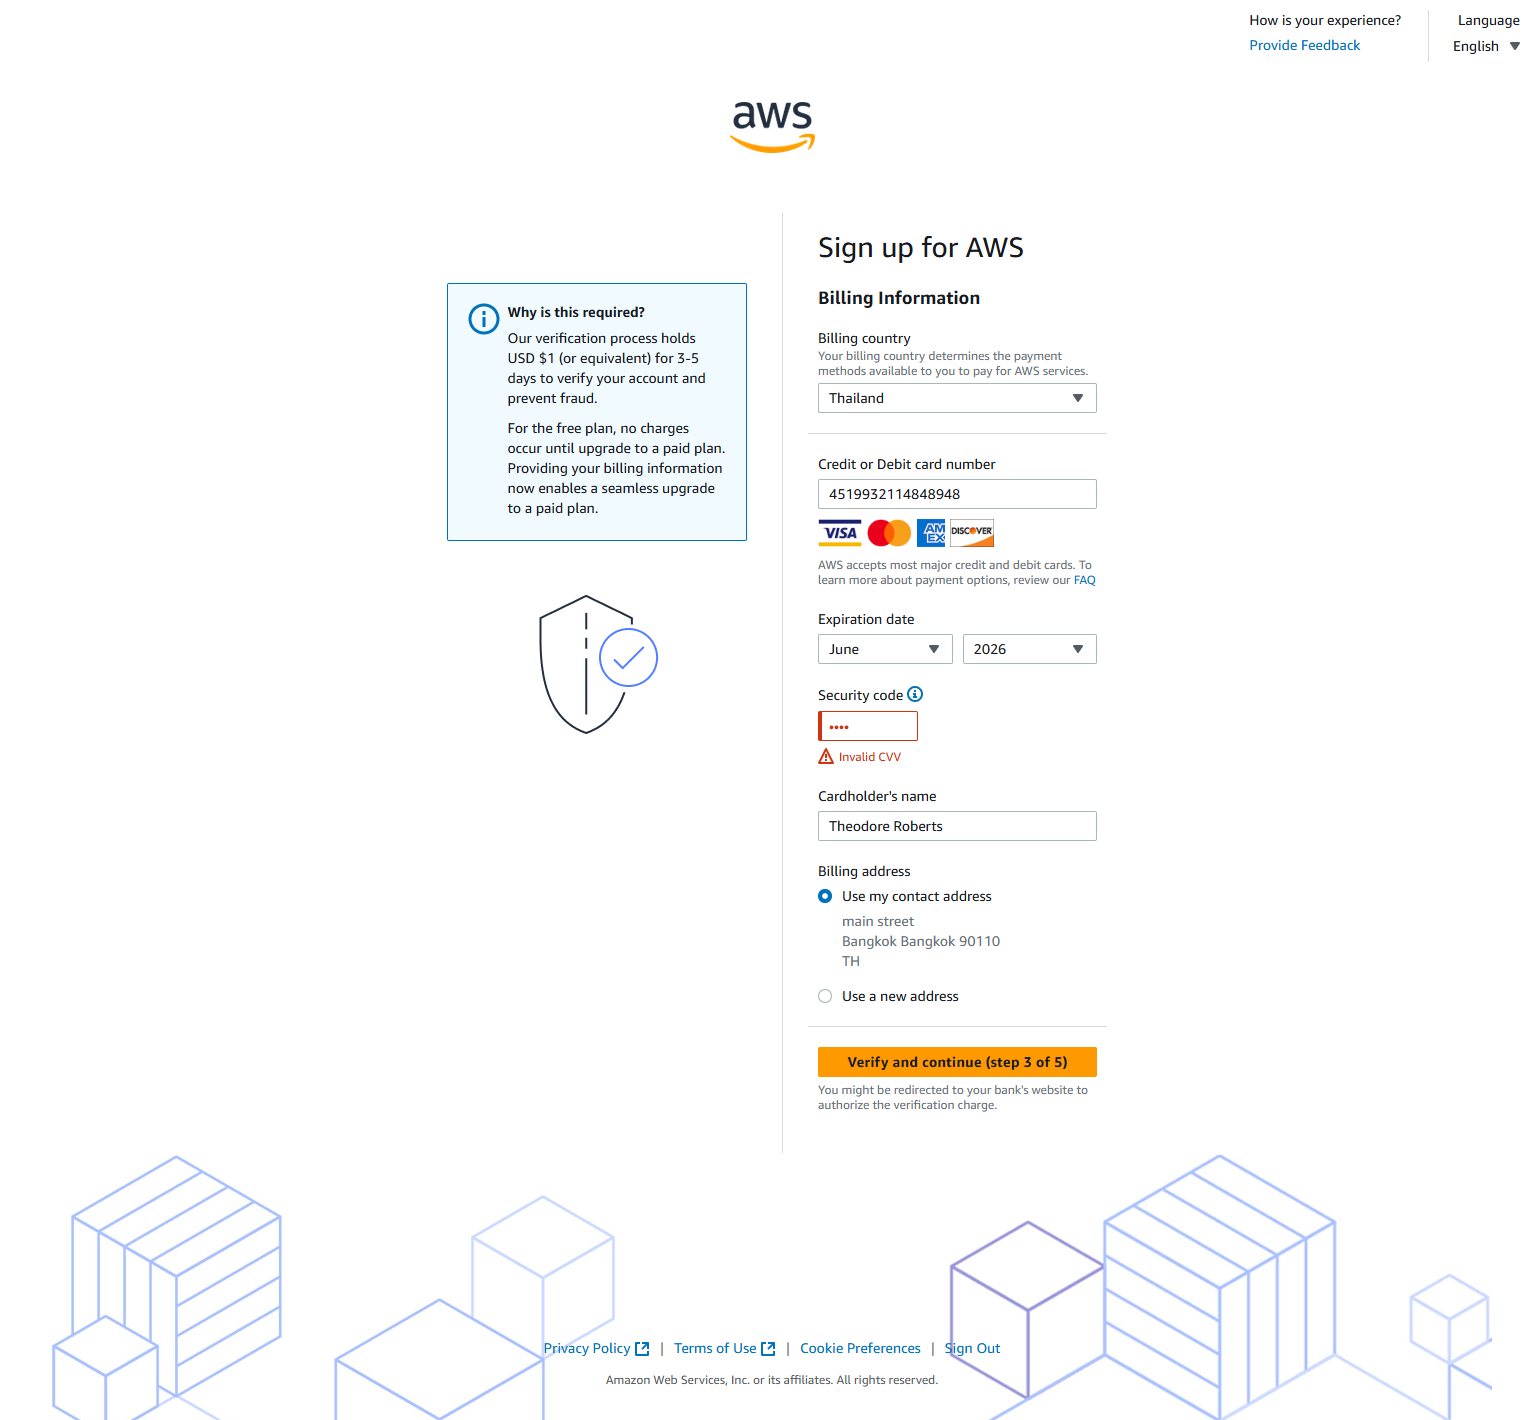 How is your experience?
Provide Feedback
Language
English
aws
Why is this required?
Our verification process holds
USD $1 (or equivalent) for 3-5
days to verify your account and
prevent fraud.
For the free plan, no charges
occur until upgrade to a paid plan.
Providing your billing information
now enables a seamless upgrade
to a paid plan.
Sign up for AWS
Billing Information
Billing country
Your billing country determines the payment
methods available to you to pay for AWS services.
Thailand
Credit or Debit card number
4519932114848948
VISA AM EX DISCOVER
AWS accepts most major credit and debit cards. To
learn more about payment options, review our FAQ
Expiration date
June 2026
Security code
••••
Invalid CVV
Cardholder's name
Theodore Roberts
Billing address
Use my contact address
main street
Bangkok Bangkok 90110
TH
Use a new address
Verify and continue (step 3 of 5)
You might be redirected to your bank's website to
authorize the verification charge.
Privacy Policy | Terms of Use | Cookie Preferences | Sign Out
Amazon Web Services, Inc. or its affiliates. All rights reserved.